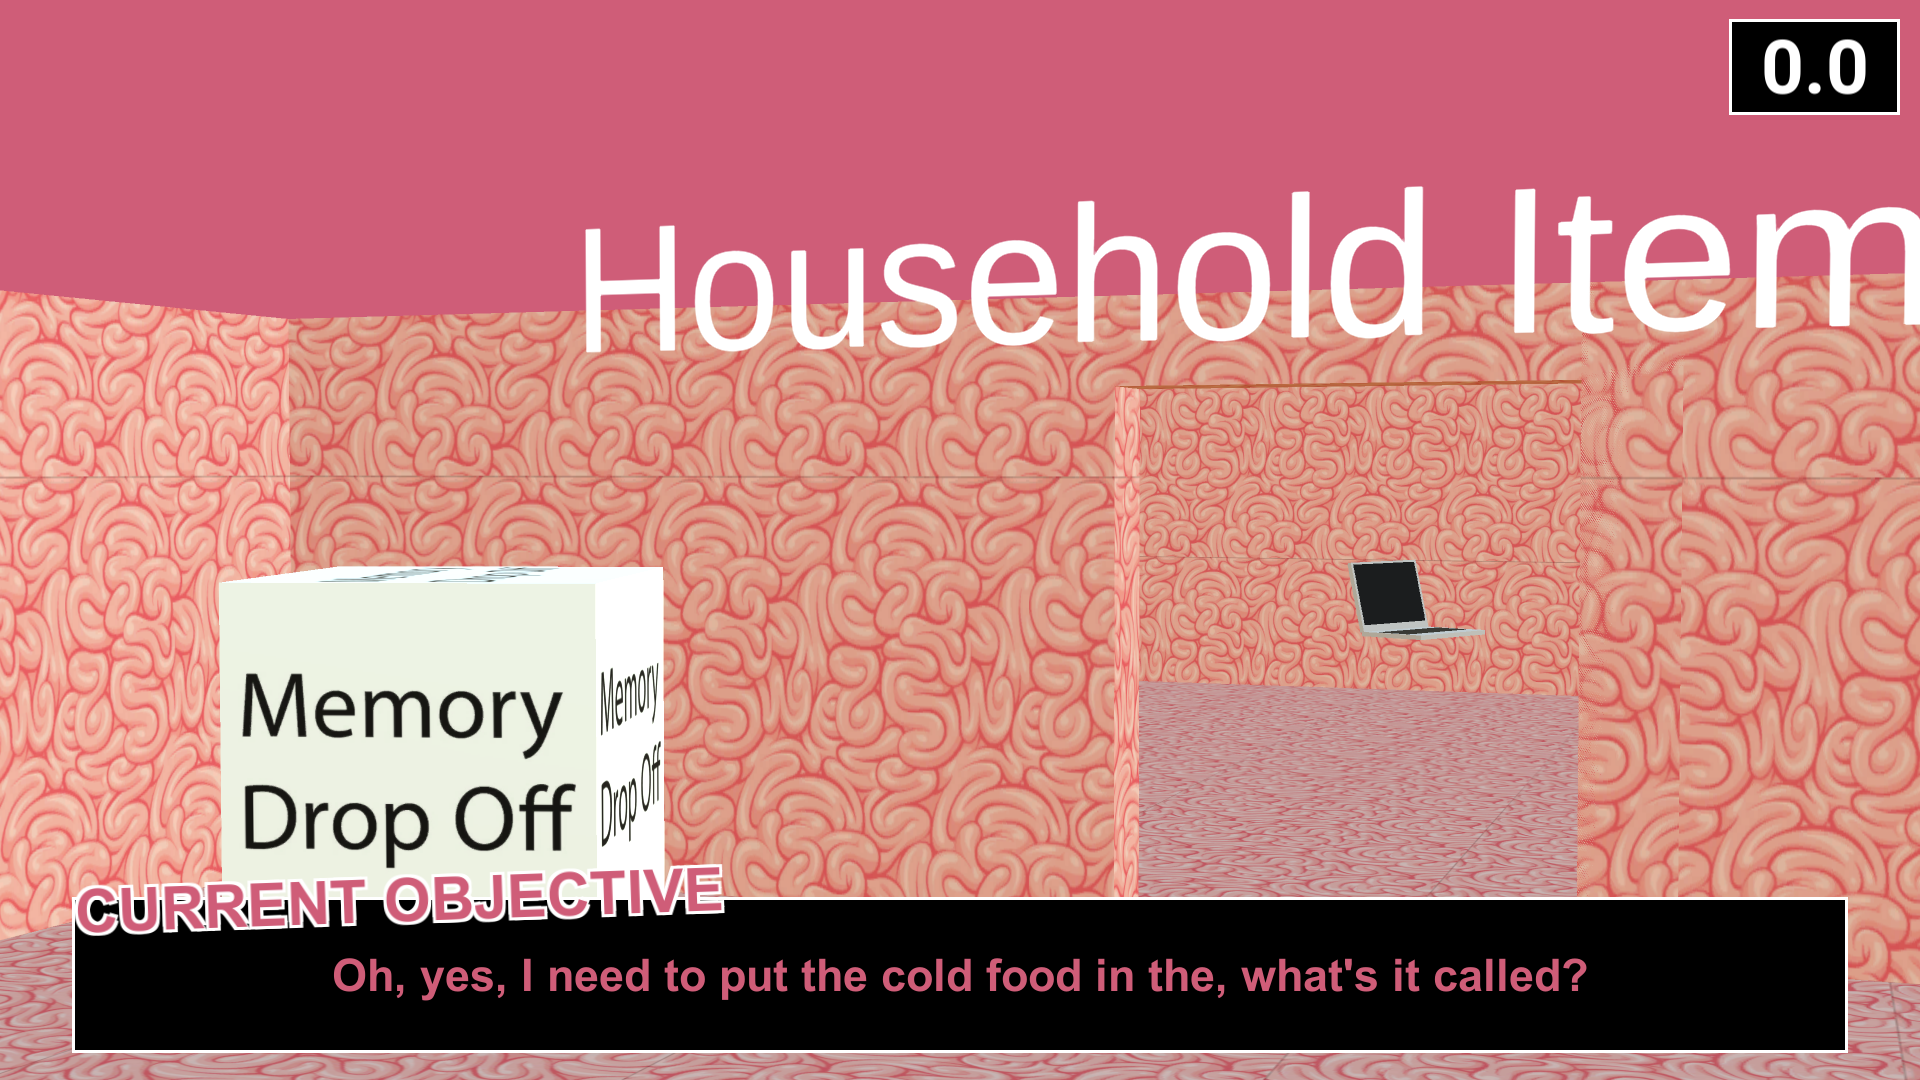 0.0
Household Item
Memory
Drop Off
Memory
Drop Off
CURRENT OBJECTIVE
Oh, yes, I need to put the cold food in the, what's it called?